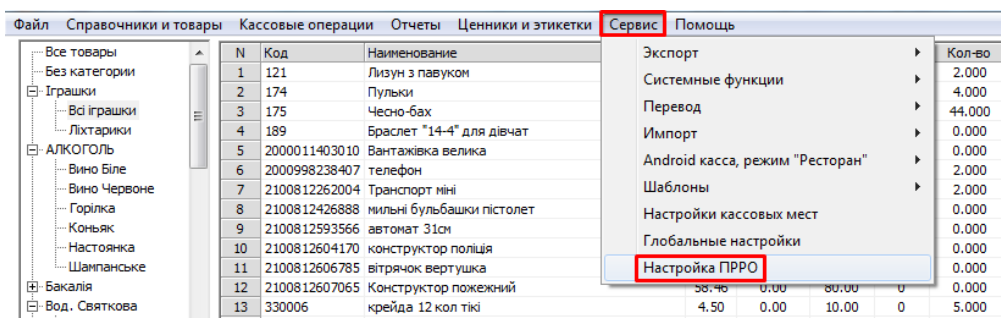 Файл Справочники и товары Кассовые операции Отчеты Ценники и этикетки Сервис Помощь
Все товары
Без категории
Іграшки
Всі іграшки
Ліхтарики
АЛКОГОЛЬ
Вино Біле
Вино Червоне
Горілка
Коньяк
Настоянка
Шампанське
Бакалія
Вод. Святкова
N Код Наименование Кол-во
1 121 Лизун з павуком 2.000
2 174 Пульки 4.000
3 175 Чесно-бах 44.000
4 189 Браслет "14-4" для дівчат 0.000
5 2000011403010 Вантажівка велика 0.000
6 2000998238407 телефон 2.000
7 2100812262004 Транспорт міні 2.000
8 2100812426888 мильні бульбашки пістолет 0.000
9 2100812593566 автомат 31см 0.000
10 2100812604170 конструктор поліція 0.000
11 2100812606785 вітрячок вертушка 0.000
12 2100812607065 Конструктор пожежний 58.46 0.00 80.00 0 0.000
13 330006 крейда 12 кол тікі 4.50 0.00 10.00 0 5.000
Экспорт
Системные функции
Перевод
Импорт
Android касса, режим "Ресторан"
Шаблоны
Настройки кассовых мест
Глобальные настройки
Настройка ПРРО